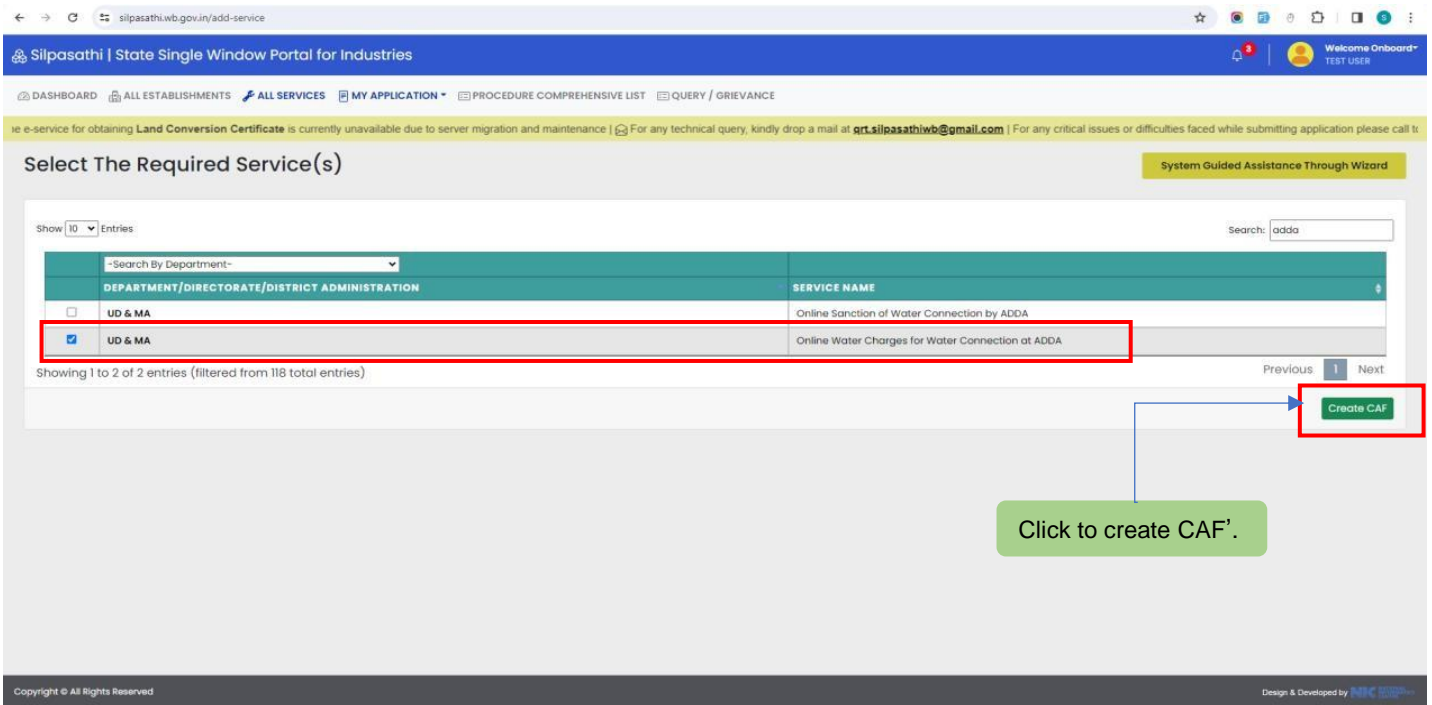 silpasathi.wb.gov.in/add-service
Silpasathi | State Single Window Portal for Industries
3
Welcome Onboard
TEST USER
DASHBOARD ALL ESTABLISHMENTS ALL SERVICES MY APPLICATION PROCEDURE COMPREHENSIVE LIST QUERY / GRIEVANCE
e-service for obtaining Land Conversion Certificate is currently unavailable due to server migration and maintenance | For any technical query, kindly drop a mail at qrt.silpasathiwb@gmail.com | For any critical issues or difficulties faced while submitting application please call
Select The Required Service(s)
System Guided Assistance Through Wizard
Show 10 Entries
Search: adda
-Search By Department-
DEPARTMENT/DIRECTORATE/DISTRICT ADMINISTRATION SERVICE NAME
UD & MA Online Sanction of Water Connection by ADDA
UD & MA Online Water Charges for Water Connection at ADDA
Showing 1 to 2 of 2 entries (filtered from 118 total entries)
Previous 1 Next
Create CAF
Click to create CAF’.
Copyright © All Rights Reserved
Design & Developed by NIC